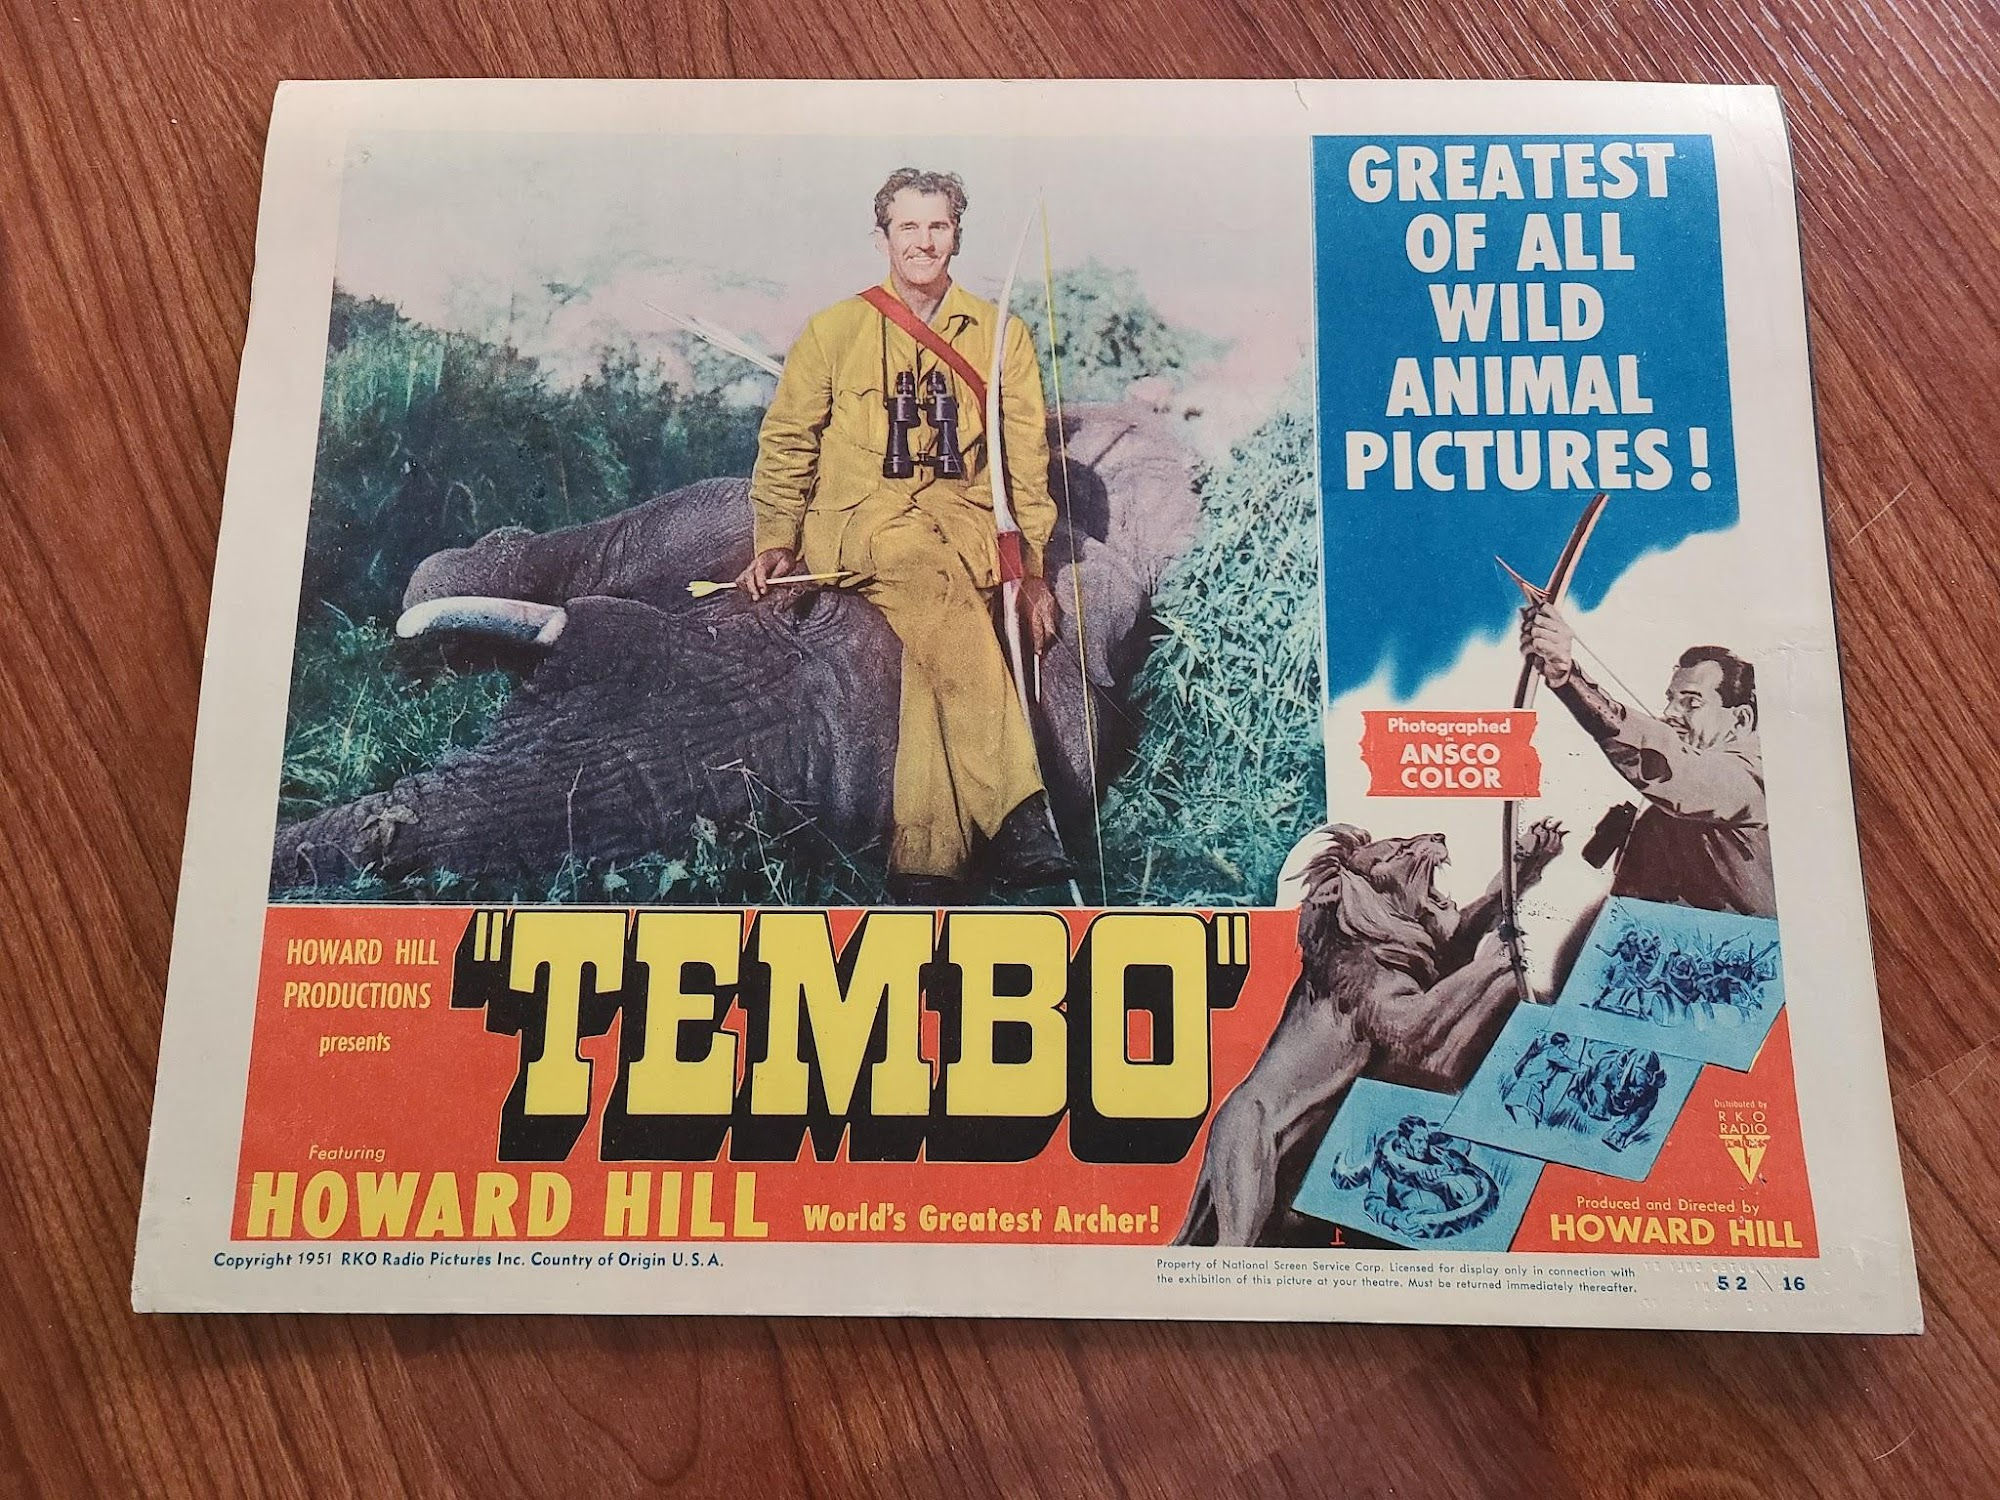 GREATEST
OF ALL
WILD
ANIMAL
PICTURES!
Photographed
IN
ANSCO
COLOR
HOWARD HILL
PRODUCTIONS
presents
"TEMBO"
Featuring
HOWARD HILL World's Greatest Archer!
Distributed by
RKO
RADIO
PICTURES
Produced and Directed by
HOWARD HILL
Copyright 1951 RKO Radio Pictures Inc. Country of Origin U.S.A.
Property of National Screen Service Corp. Licensed for display only in connection with
the exhibition of this picture at your theatre. Must be returned immediately thereafter.
52 \ 16